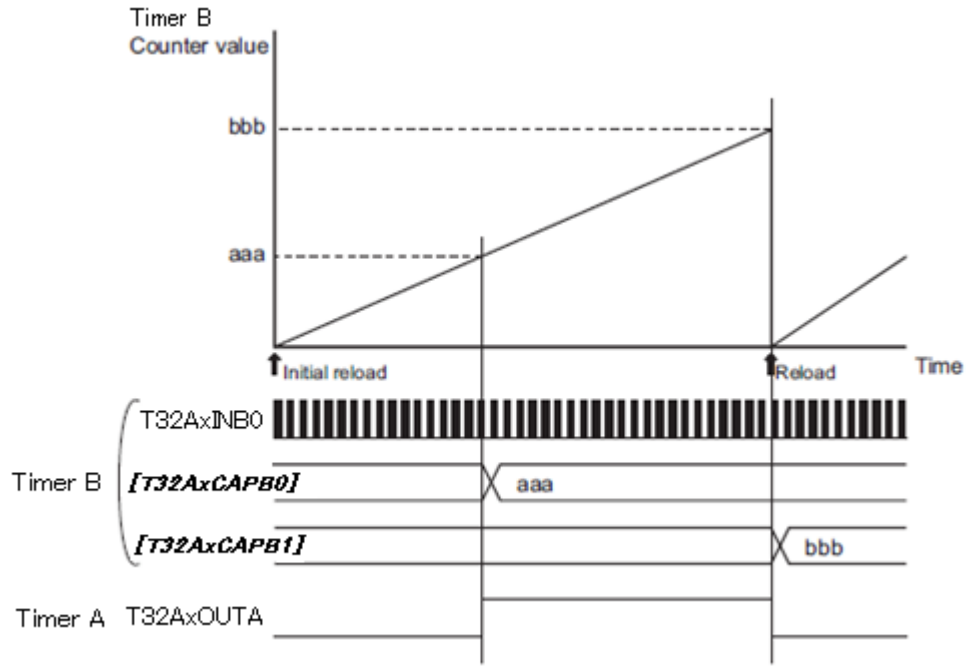 Timer B
Counter value
bbb
aaa
Initial reload
Reload
Time
T32AxINB0
Timer B
[T32AxCAPB0]
aaa
[T32AxCAPB1]
bbb
Timer A T32AxOUTA